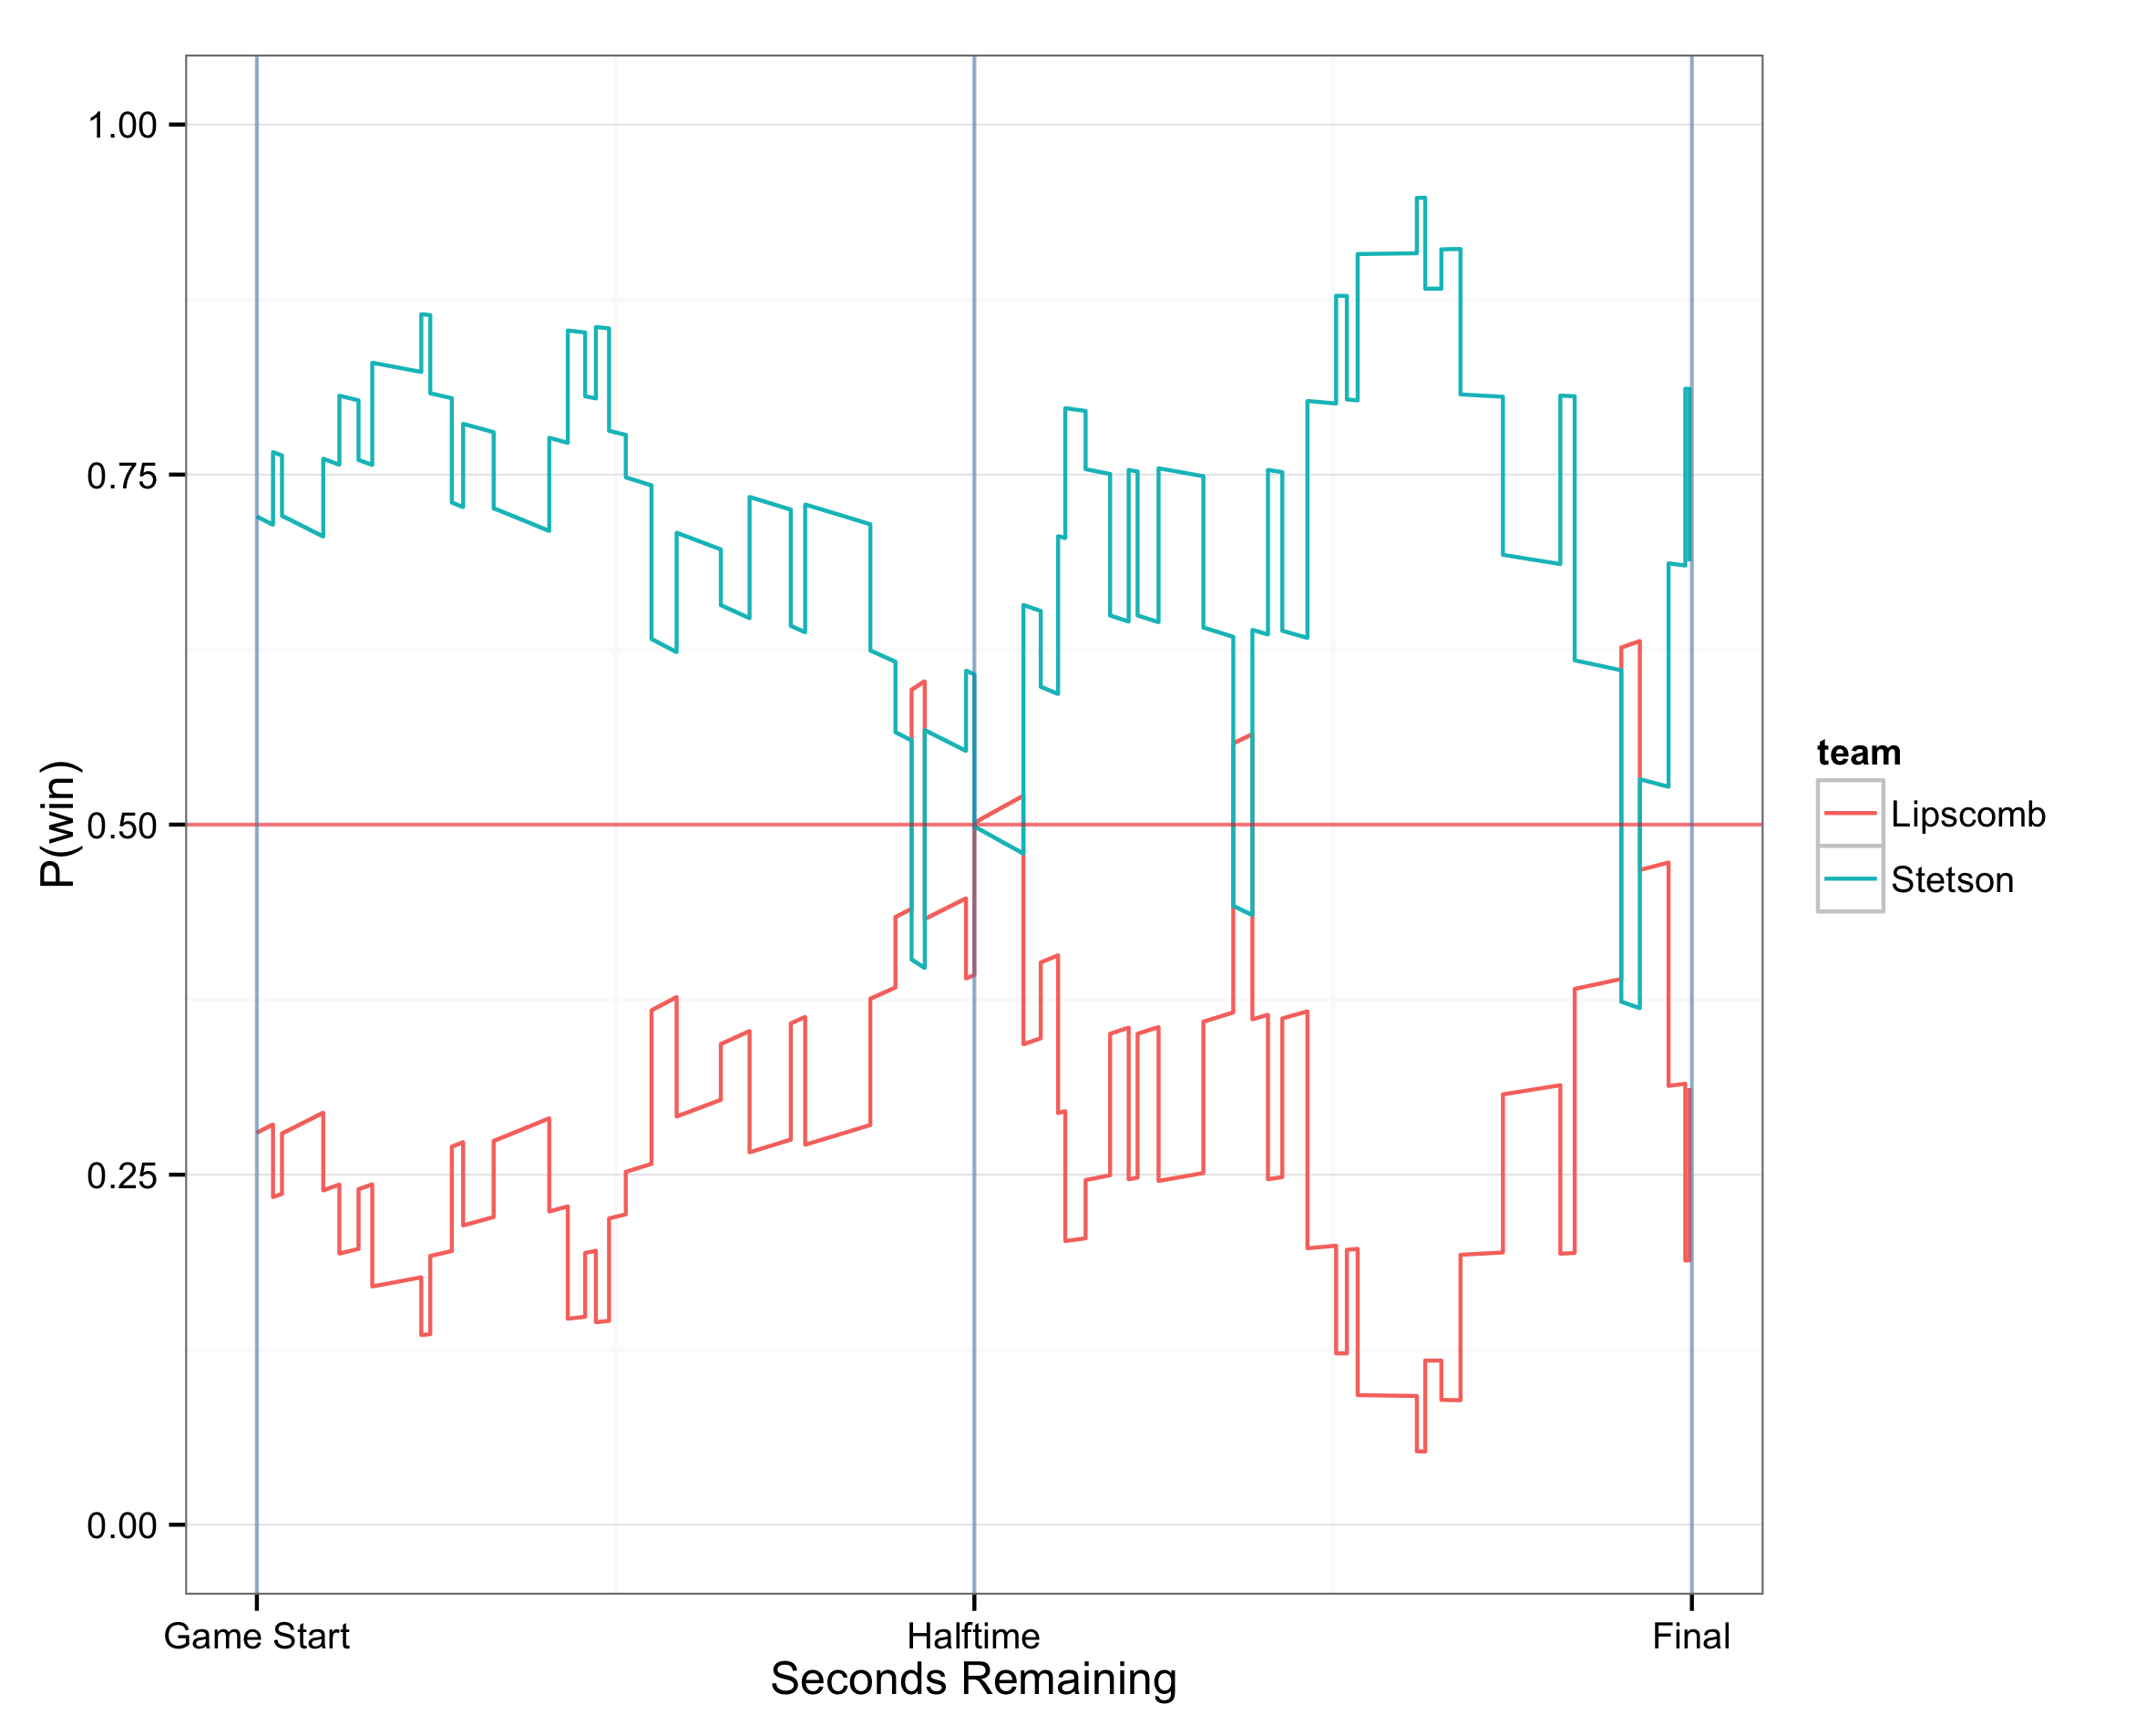 1.00
0.75
0.50
0.25
0.00
P(win)
Game Start
Halftime
Final
Seconds Remaining
team
Lipscomb
Stetson